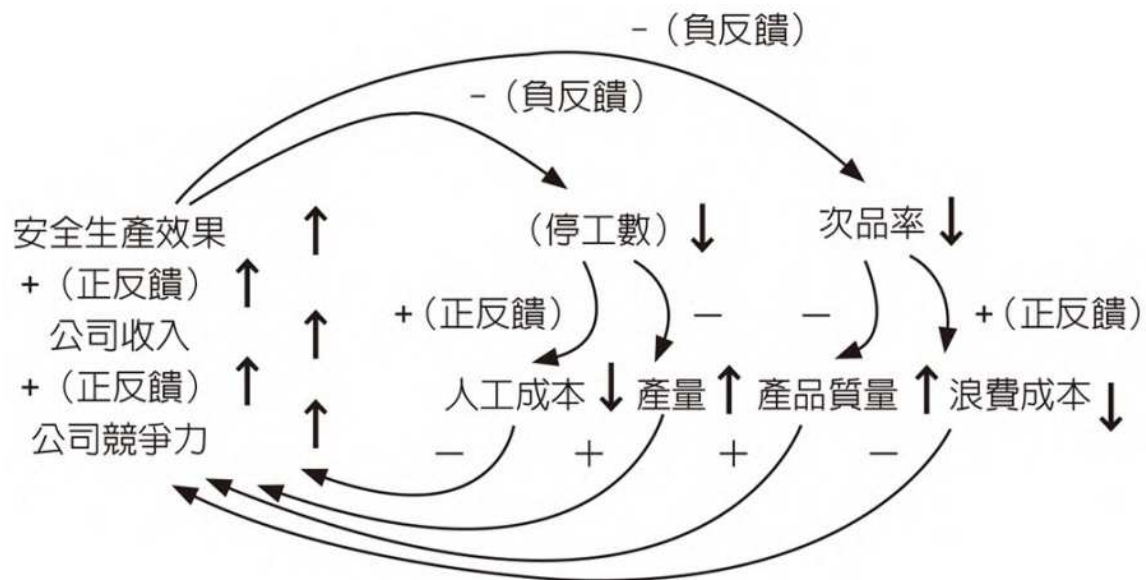 -（負反饋）
-（負反饋）
安全生產效果
（停工數）
次品率
+（正反饋）
+（正反饋）
－
－
+（正反饋）
公司收入
+（正反饋）
人工成本
產量
產品質量
浪費成本
公司競爭力
－
+
+
－